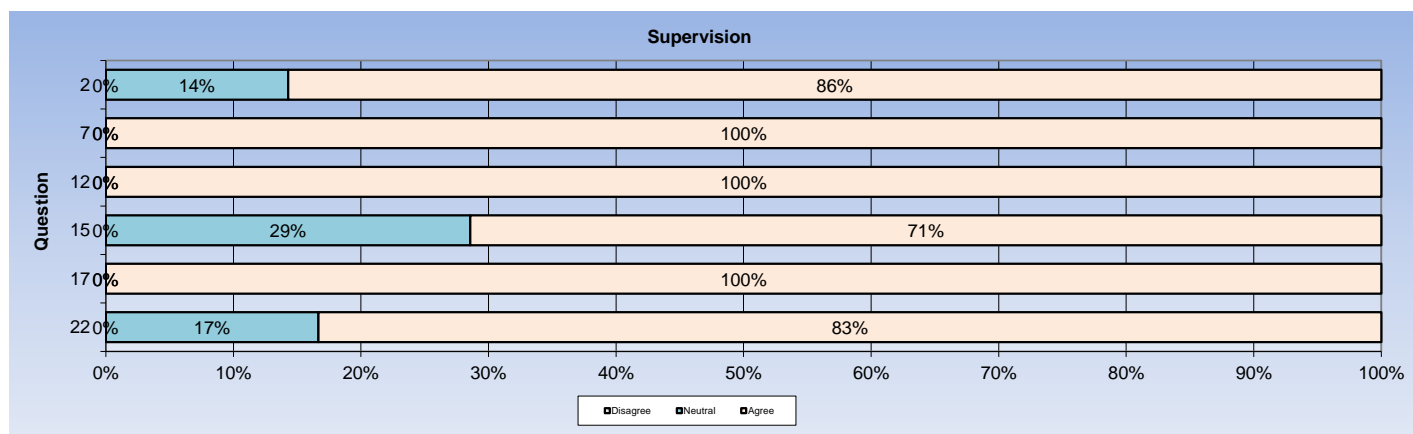 Supervision
2 0% 14% 86%
7 0% 100%
12 0% 100%
Question
15 0% 29% 71%
17 0% 100%
22 0% 17% 83%
0% 10% 20% 30% 40% 50% 60% 70% 80% 90% 100%
Disagree Neutral Agree